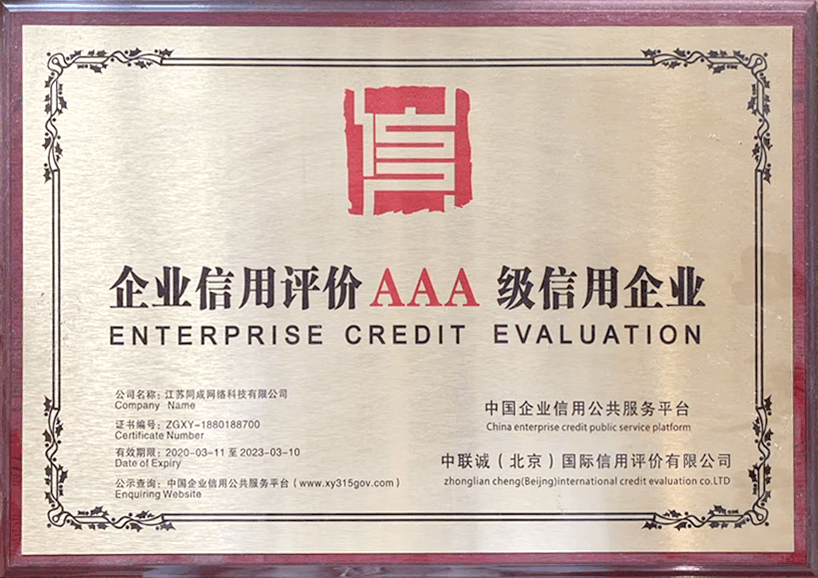 信
企业信用评价AAA级信用企业
ENTERPRISE CREDIT EVALUATION
公司名称：江苏同成网络科技有限公司
Company Name
证书编号：ZGXY-1880188700
Certificate Number
有效期限：2020-03-11至2023-03-10
Date of Expiry
公示查询：中国企业信用公共服务平台（www.xy315gov.com）
Enquiring Website
中国企业信用公共服务平台
China enterprise credit public service platform
中联诚（北京）国际信用评价有限公司
zhonglian cheng(Beijng)international credit evaluation co.LTD